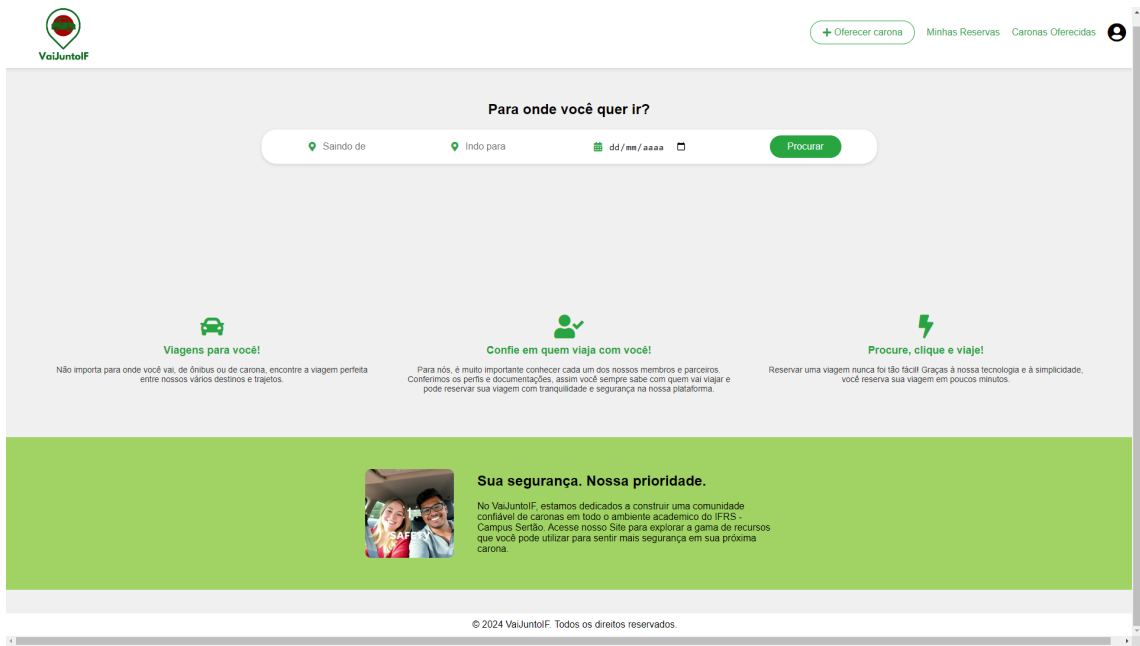 VaiJuntoIF
Oferecer carona
Minhas Reservas
Caronas Oferecidas
Para onde você quer ir?
Saindo de
Indo para
dd/mm/aaaa
Procurar
Viagens para você!
Não importa para onde você vai, de ônibus ou de carona, encontre a viagem perfeita
entre nossos vários destinos e trajetos.
Confie em quem viaja com você!
Para nós, é muito importante conhecer cada um dos nossos membros e parceiros.
Conferimos os perfis e documentações, assim você sempre sabe com quem vai viajar e
pode reservar sua viagem com tranquilidade e segurança na nossa plataforma.
Procure, clique e viaje!
Reservar uma viagem nunca foi tão fácil! Graças à nossa tecnologia e à simplicidade,
você reserva sua viagem em poucos minutos.
SAFETY
Sua segurança. Nossa prioridade.
No VaiJuntoIF, estamos dedicados a construir uma comunidade
confiável de caronas em todo o ambiente academico do IFRS -
Campus Sertão. Acesse nosso Site para explorar a gama de recursos
que você pode utilizar para sentir mais segurança em sua próxima
carona.
© 2024 VaiJuntoIF. Todos os direitos reservados.